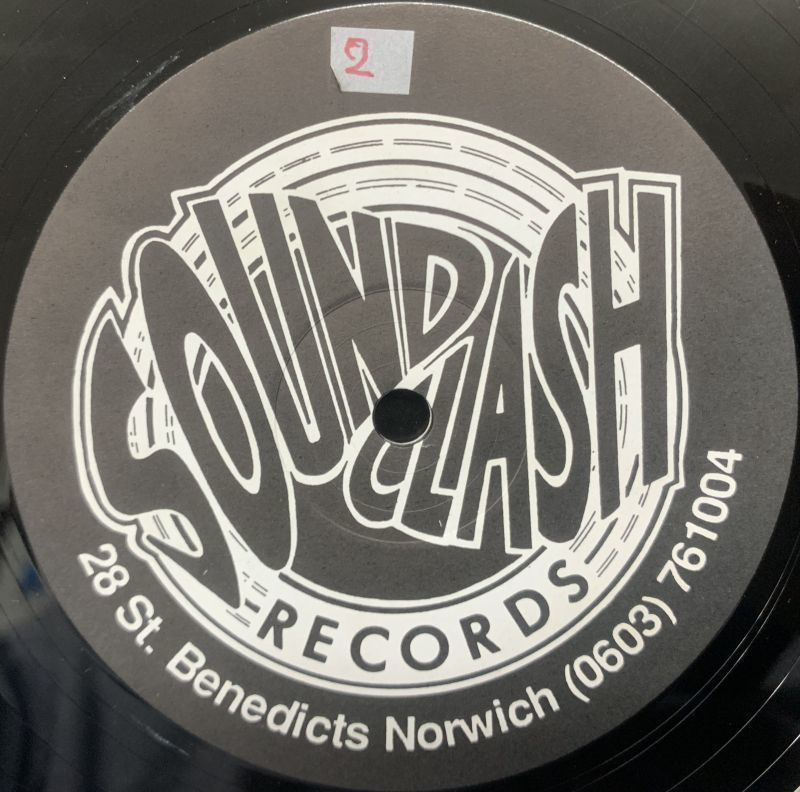 2
SOUNDCLASH
RECORDS
28 St. Benedicts Norwich (0603) 761004